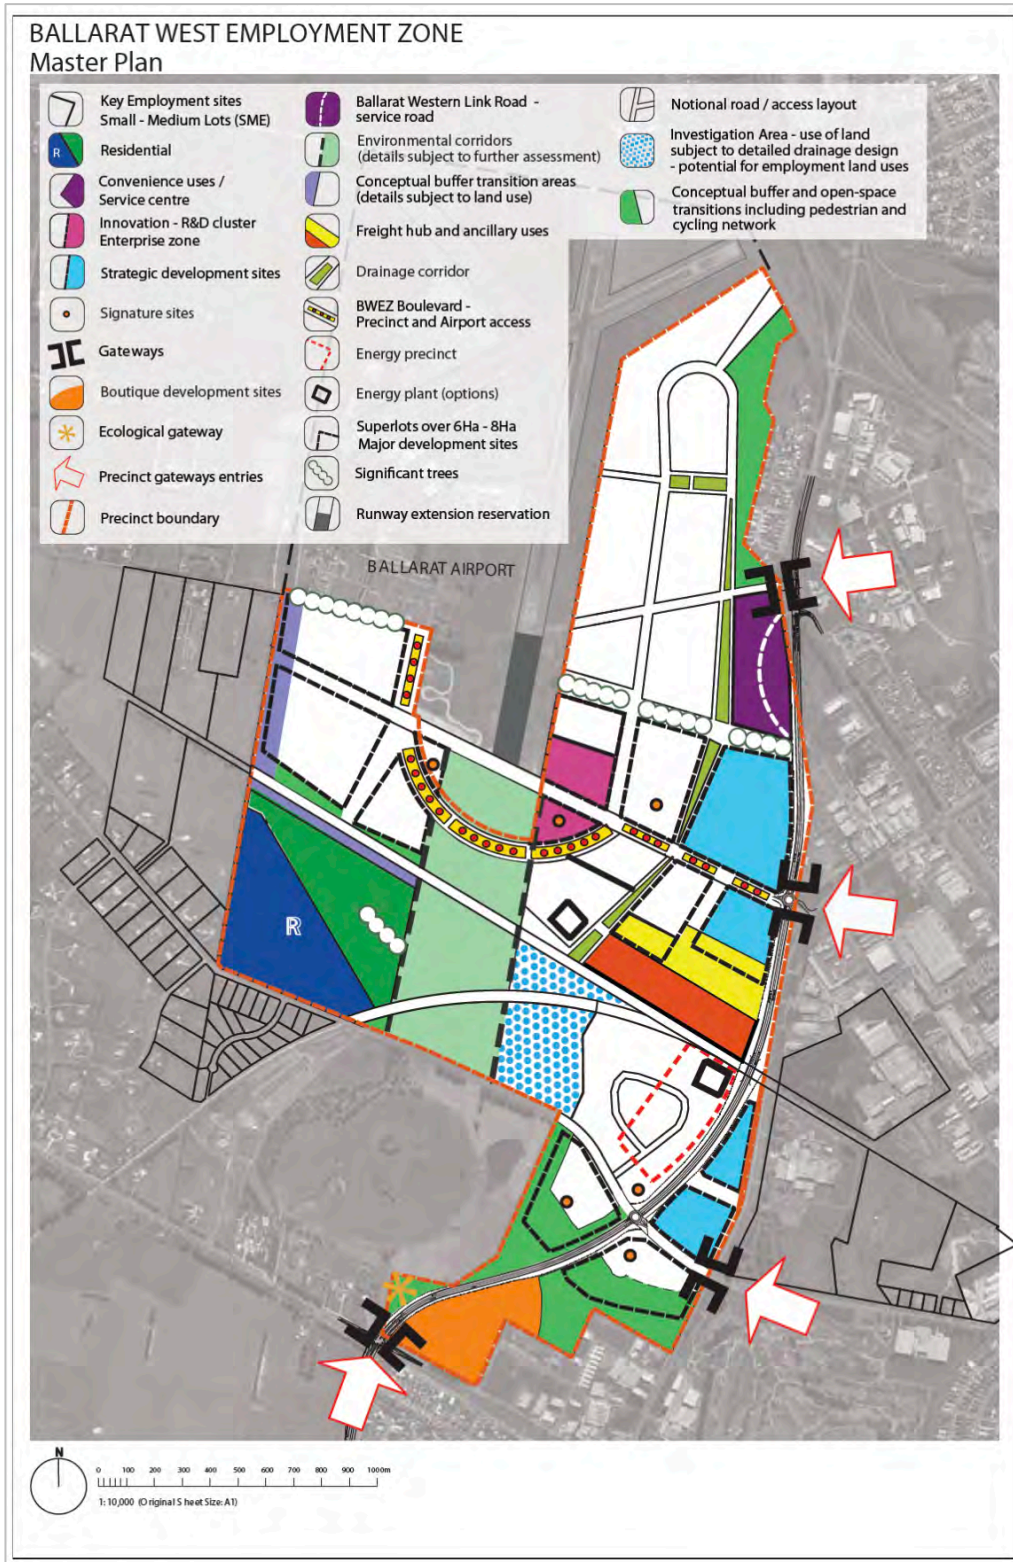 BALLARAT WEST EMPLOYMENT ZONE
Master Plan
Key Employment sites
Small - Medium Lots (SME)
R
Residential
Convenience uses /
Service centre
Innovation - R&D cluster
Enterprise zone
Strategic development sites
Signature sites
Gateways
Boutique development sites
Ecological gateway
Precinct gateways entries
Precinct boundary
Ballarat Western Link Road -
service road
Environmental corridors
(details subject to further assessment)
Conceptual buffer transition areas
(details subject to land use)
Freight hub and ancillary uses
Drainage corridor
BWEZ Boulevard -
Precinct and Airport access
Energy precinct
Energy plant (options)
Superlots over 6Ha - 8Ha
Major development sites
Significant trees
Runway extension reservation
Notional road / access layout
Investigation Area - use of land
subject to detailed drainage design
- potential for employment land uses
Conceptual buffer and open-space
transitions including pedestrian and
cycling network
BALLARAT AIRPORT
R
N
0 100 200 300 400 500 600 700 800 900 1000m
1: 10,000 (Original Sheet Size: A1)